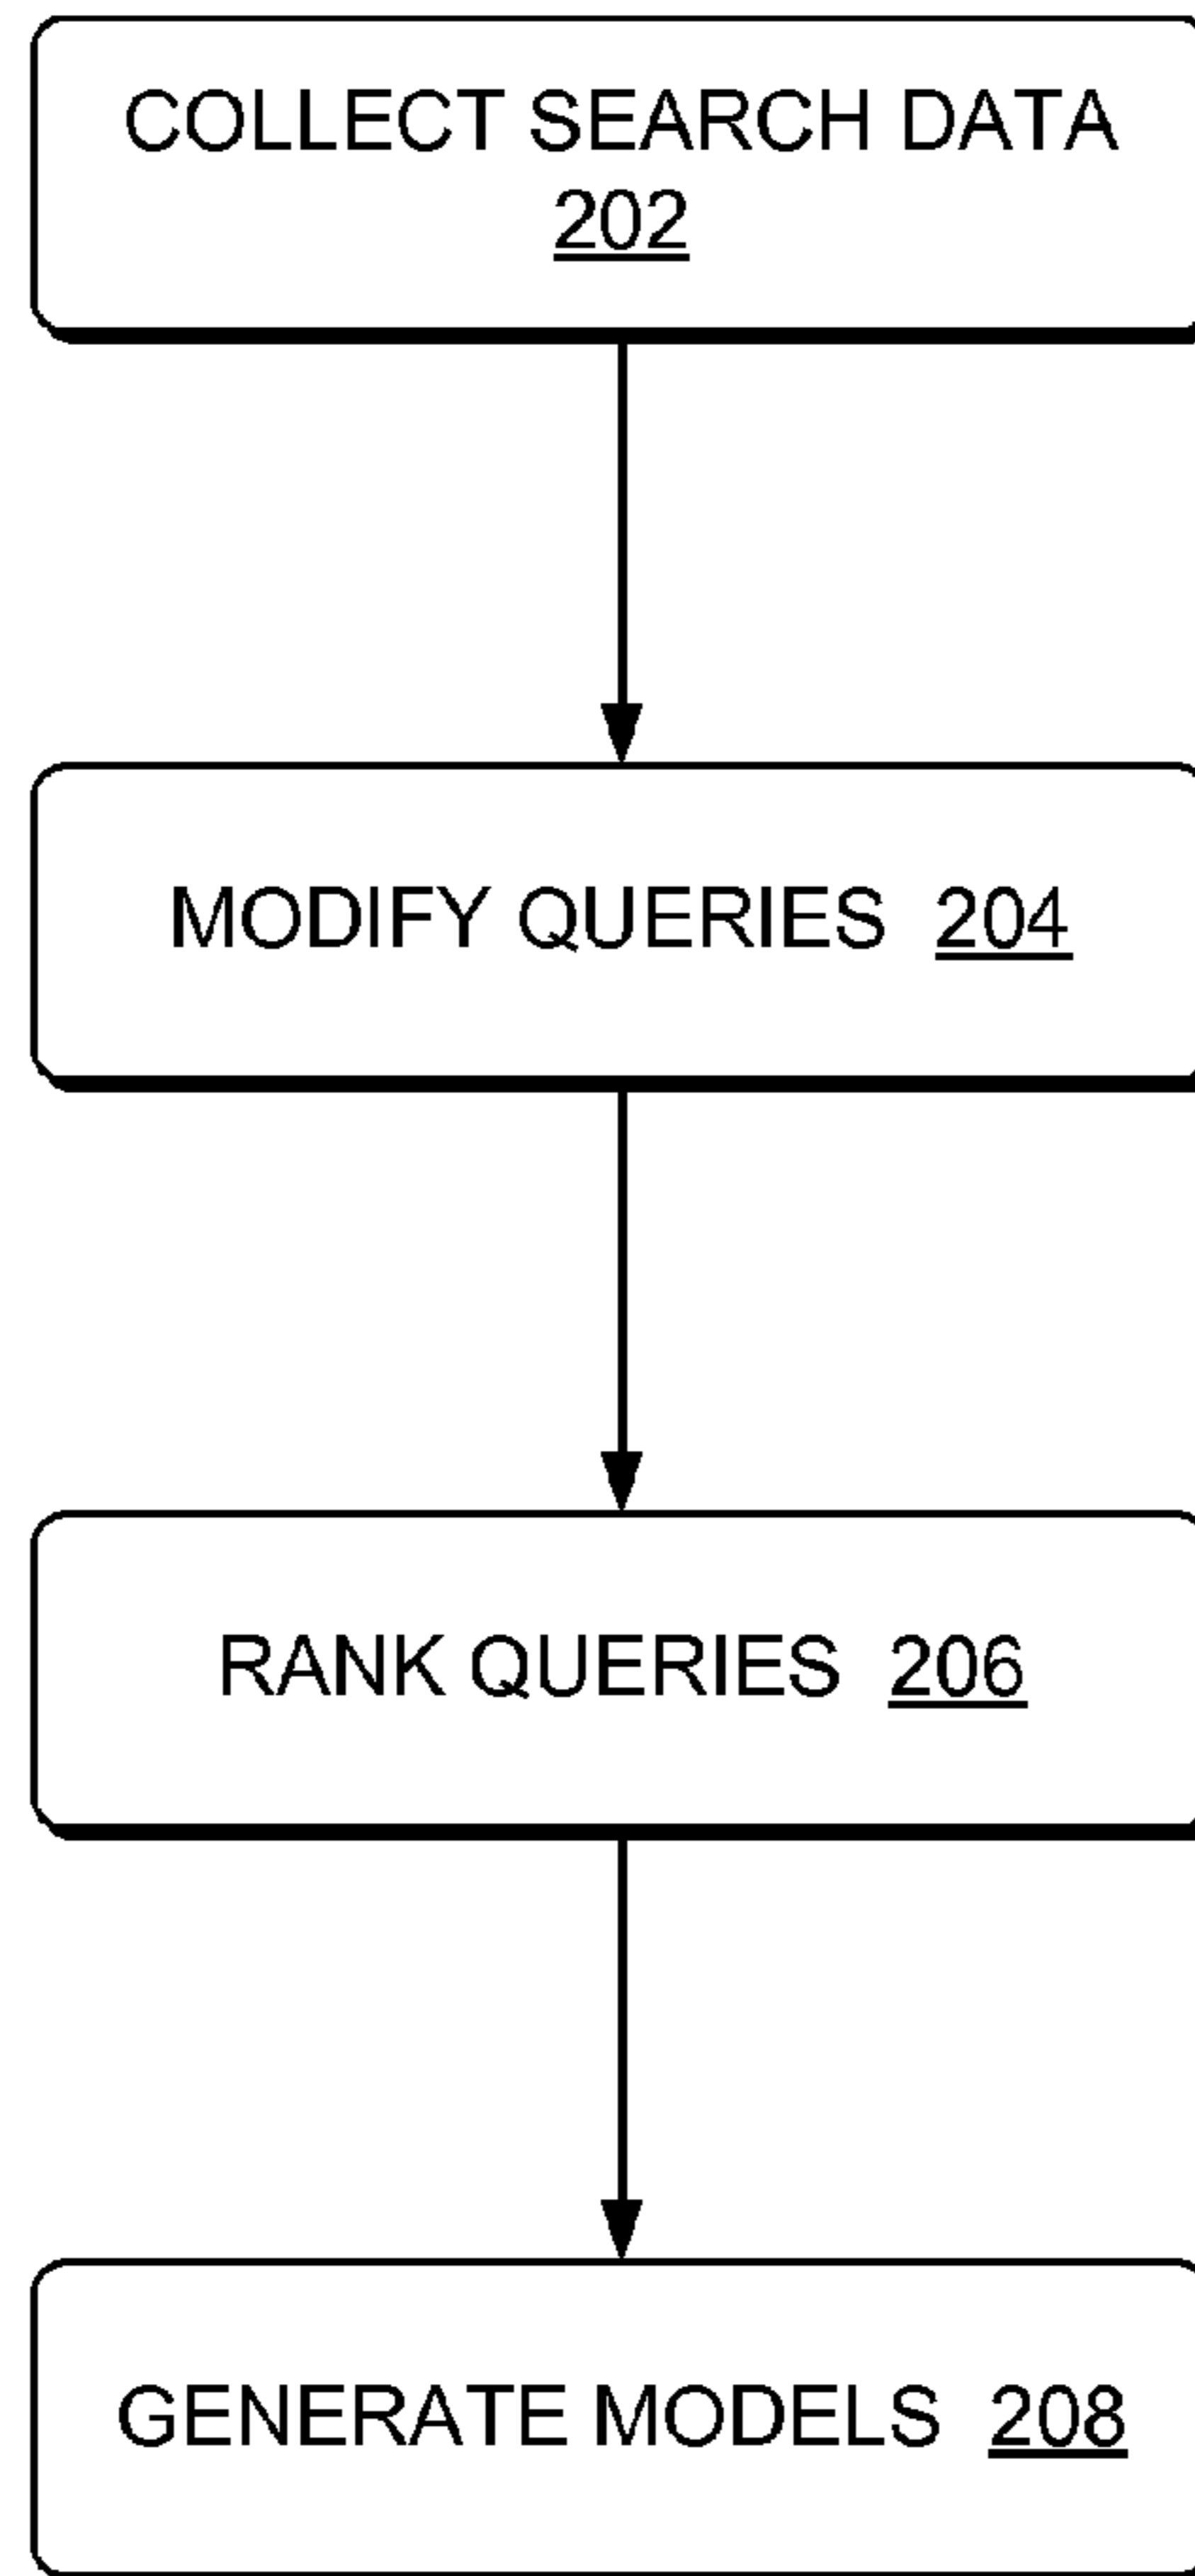 COLLECT SEARCH DATA
202
MODIFY QUERIES 204
RANK QUERIES 206
GENERATE MODELS 208